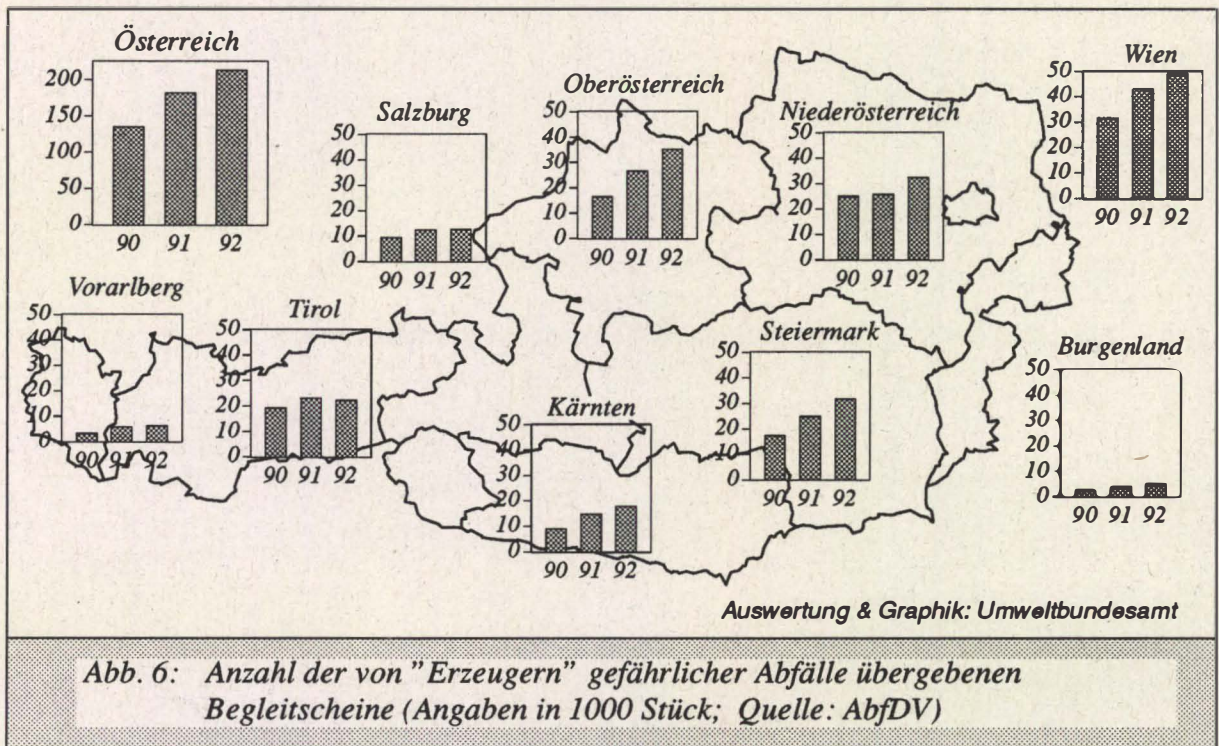 Österreich
200
150
100
50
0
90 91 92
Salzburg
50
40
30
20
10
0
90 91 92
Oberösterreich
50
40
30
20
10
0
90 91 92
Niederösterreich
50
40
30
20
10
0
90 91 92
Wien
50
40
30
20
10
0
90 91 92
Vorarlberg
50
40
30
20
10
0
90 91 92
Tirol
50
40
30
20
10
0
90 91 92
Kärnten
50
40
30
20
10
0
90 91 92
Steiermark
50
40
30
20
10
0
90 91 92
Burgenland
50
40
30
20
10
0
90 91 92
Auswertung & Graphik: Umweltbundesamt
Abb. 6: Anzahl der von "Erzeugern" gefährlicher Abfälle übergebenen
Begleitscheine (Angaben in 1000 Stück; Quelle: AbfDV)